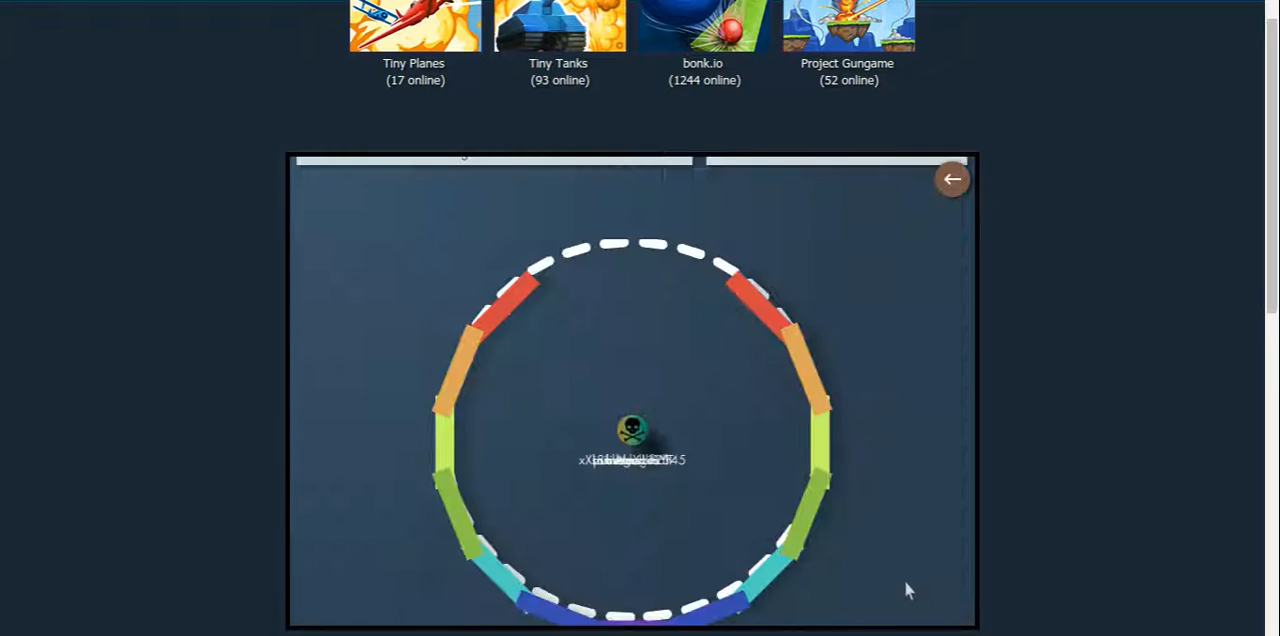 Tiny Planes
(17 online)
Tiny Tanks
(93 online)
bonk.io
(1244 online)
Project Gungame
(52 online)